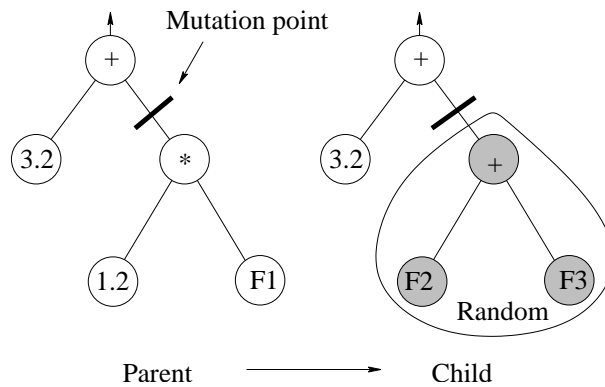 Mutation point
+
+
3.2
*
3.2
+
1.2
F1
F2
F3
Random
Parent
Child